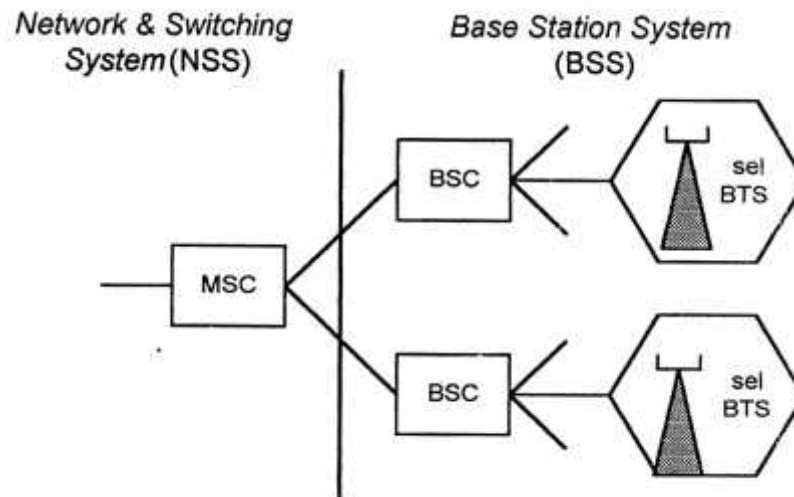 Network & Switching
System (NSS)
Base Station System
(BSS)
BSC
sel
BTS
MSC
BSC
sel
BTS